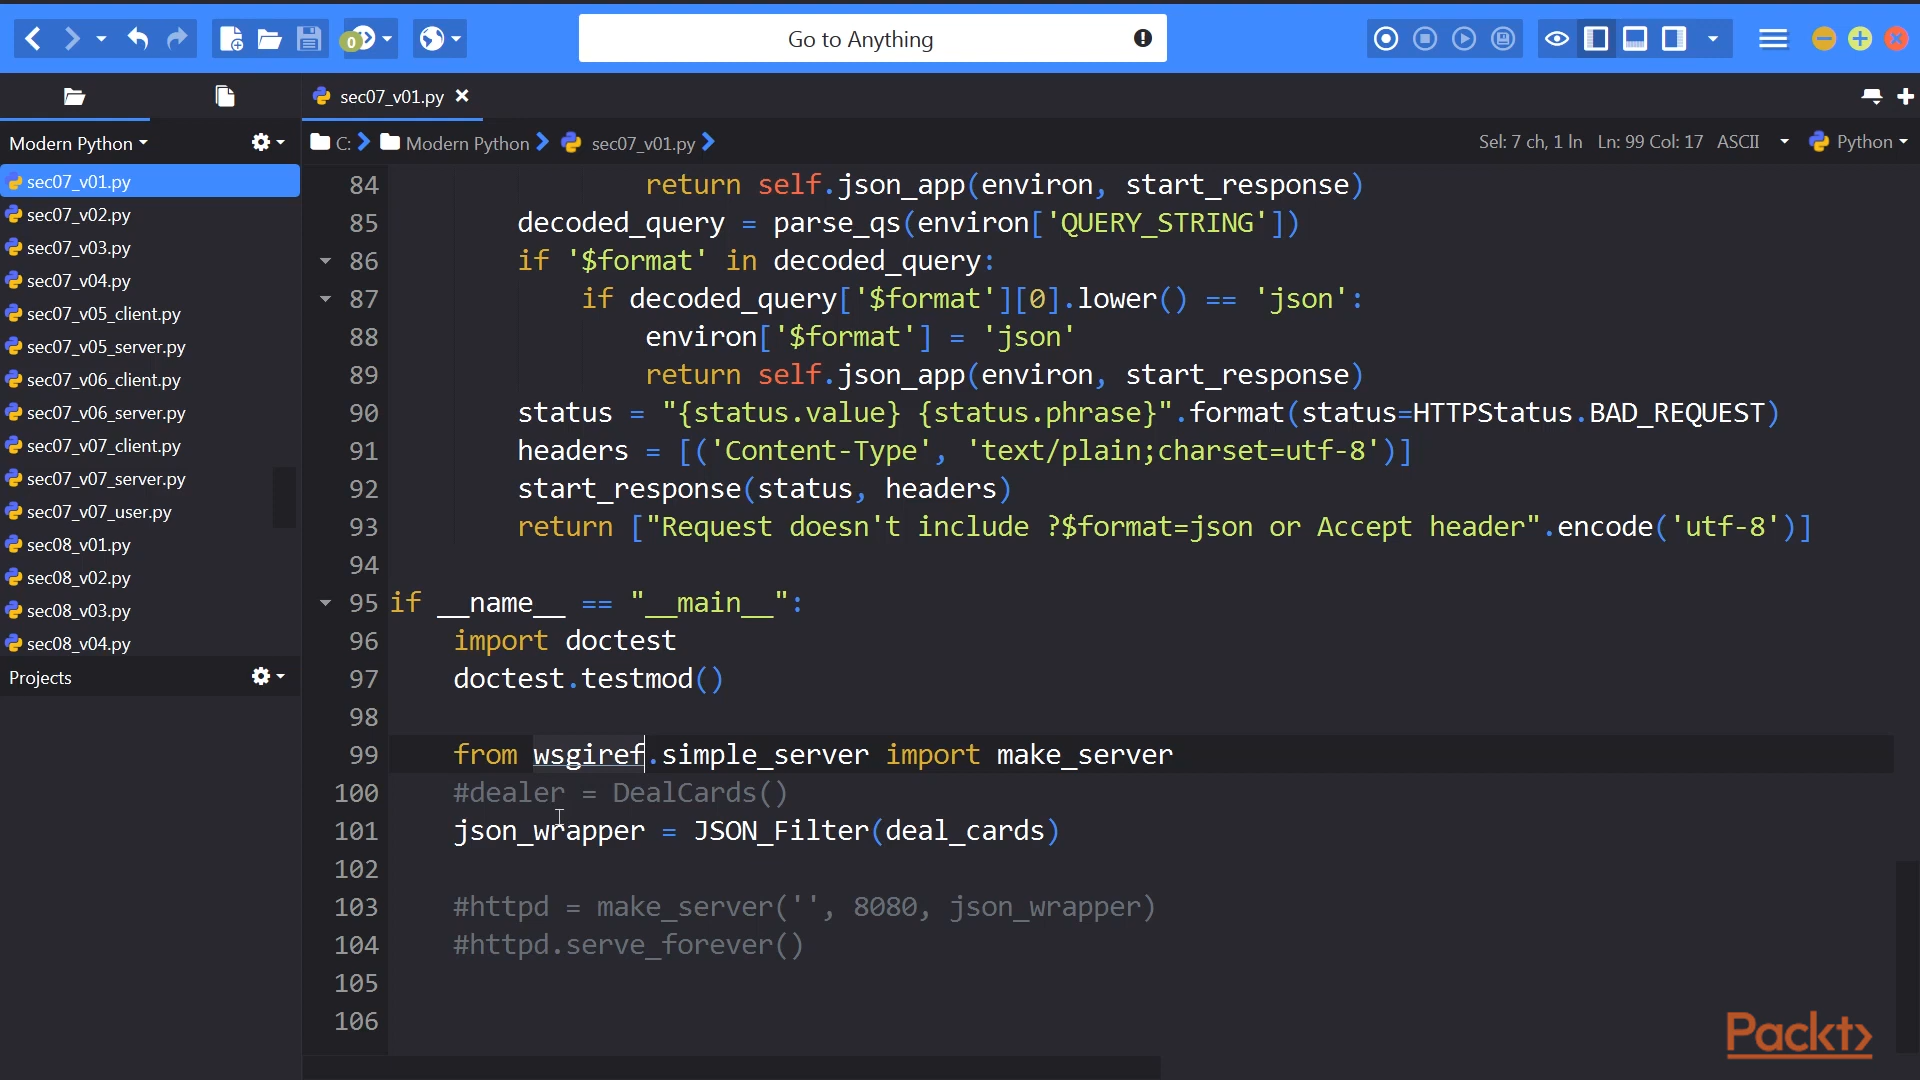 0
Go to Anything
sec07_v01.py
Modern Python
C: Modern Python sec07_v01.py
Sel: 7 ch, 1 ln Ln: 99 Col: 17 ASCII Python
sec07_v01.py
sec07_v02.py
sec07_v03.py
sec07_v04.py
sec07_v05_client.py
sec07_v05_server.py
sec07_v06_client.py
sec07_v06_server.py
sec07_v07_client.py
sec07_v07_server.py
sec07_v07_user.py
sec08_v01.py
sec08_v02.py
sec08_v03.py
sec08_v04.py
Projects
84 return self.json_app(environ, start_response)
85 decoded_query = parse_qs(environ['QUERY_STRING'])
86 if '$format' in decoded_query:
87 if decoded_query['$format'][0].lower() == 'json':
88 environ['$format'] = 'json'
89 return self.json_app(environ, start_response)
90 status = "{status.value} {status.phrase}".format(status=HTTPStatus.BAD_REQUEST)
91 headers = [('Content-Type', 'text/plain;charset=utf-8')]
92 start_response(status, headers)
93 return ["Request doesn't include ?$format=json or Accept header".encode('utf-8')]
94
95 if __name__ == "__main__":
96 import doctest
97 doctest.testmod()
98
99 from wsgiref.simple_server import make_server
100 #dealer = DealCards()
101 json_wrapper = JSON_Filter(deal_cards)
102
103 #httpd = make_server('', 8080, json_wrapper)
104 #httpd.serve_forever()
105
106
Packt>